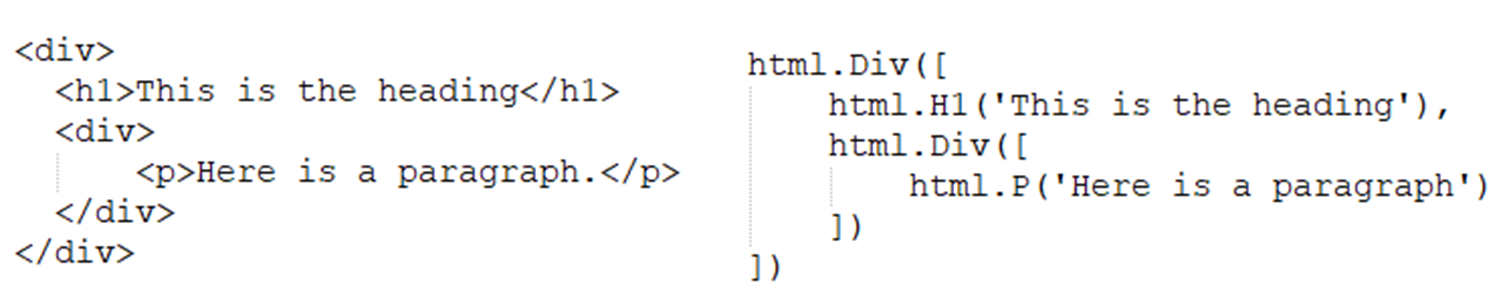 <div>
  <h1>This is the heading</h1>
  <div>
      <p>Here is a paragraph.</p>
  </div>
</div>
html.Div([
    html.H1('This is the heading'),
    html.Div([
        html.P('Here is a paragraph')
    ])
])